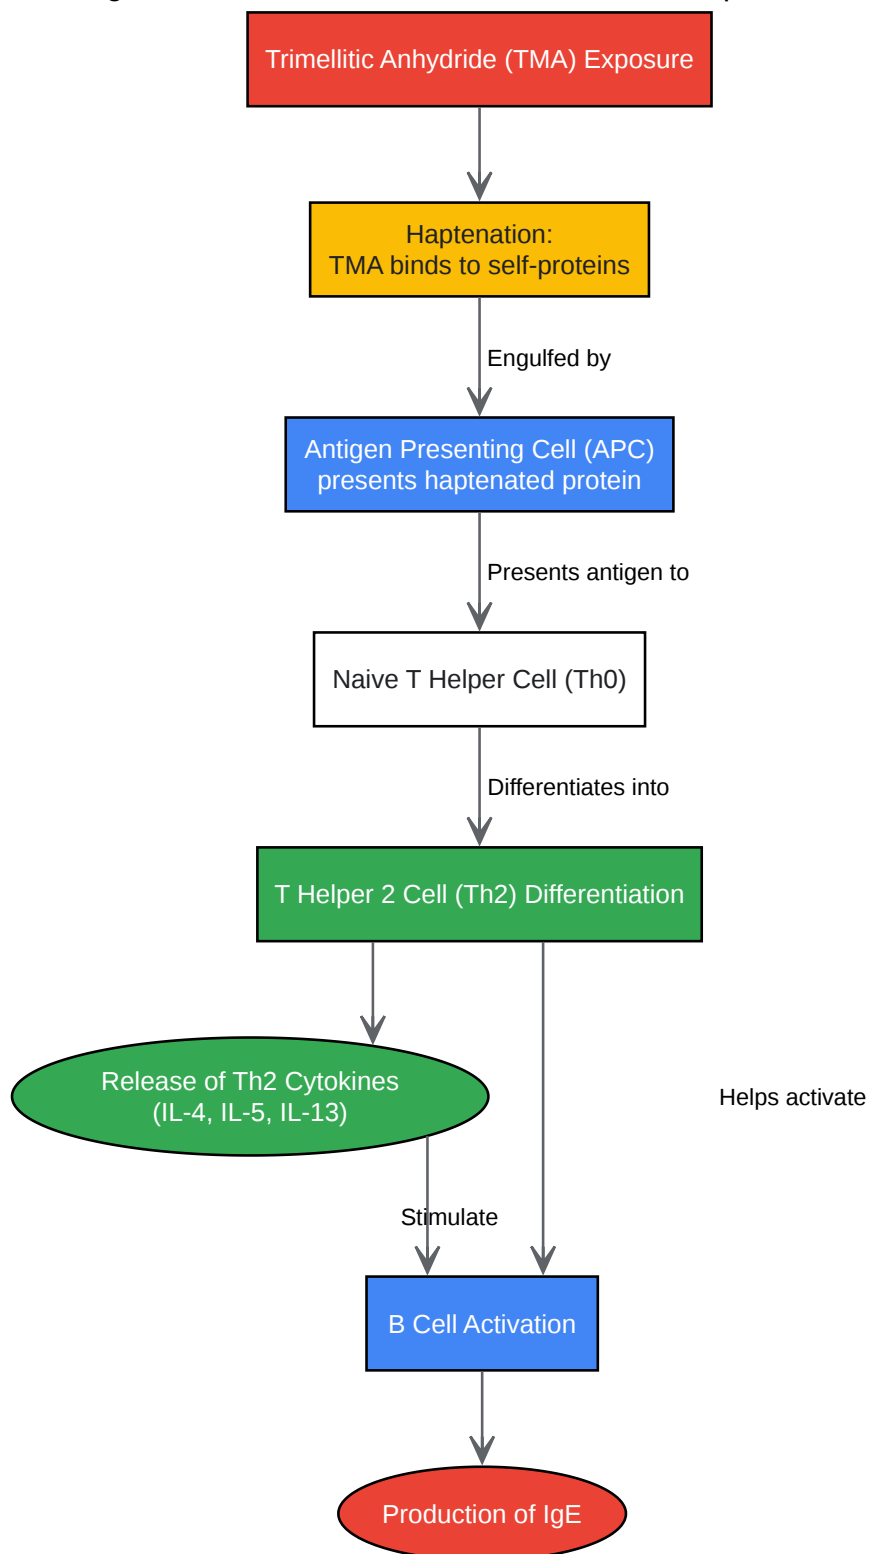 Trimellitic Anhydride (TMA) Exposure
Haptenation:
TMA binds to self-proteins
Engulfed by
Antigen Presenting Cell (APC)
presents haptenated protein
Presents antigen to
Naive T Helper Cell (Th0)
Differentiates into
T Helper 2 Cell (Th2) Differentiation
Release of Th2 Cytokines
(IL-4, IL-5, IL-13)
Helps activate
Stimulate
B Cell Activation
Production of IgE